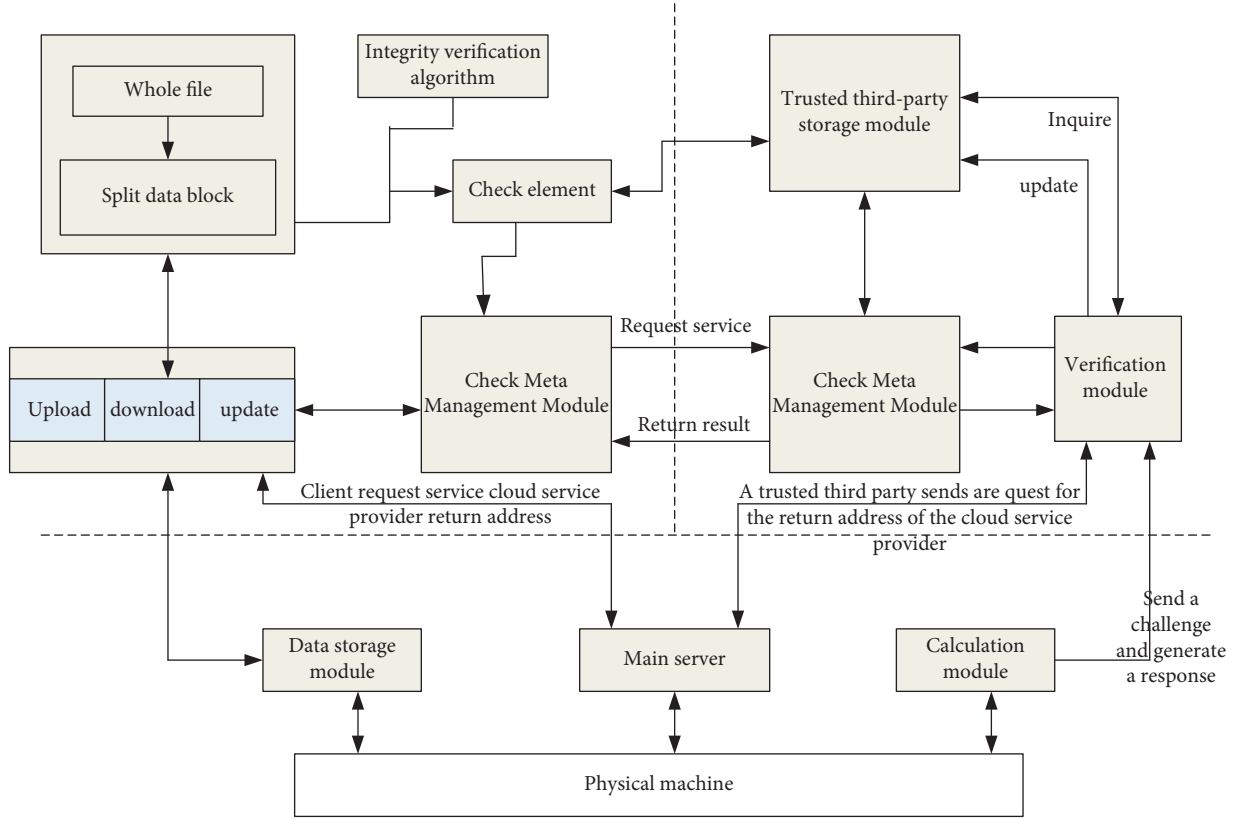 Whole file
Split data block
Integrity verification
algorithm
Check element
Trusted third-party
storage module
Inquire
update
Upload
download
update
Check Meta
Management Module
Request service
Return result
Check Meta
Management Module
Verification
module
Client request service cloud service
provider return address
A trusted third party sends are quest for
the return address of the cloud service
provider
Data storage
module
Main server
Calculation
module
Send a
challenge
and generate
a response
Physical machine